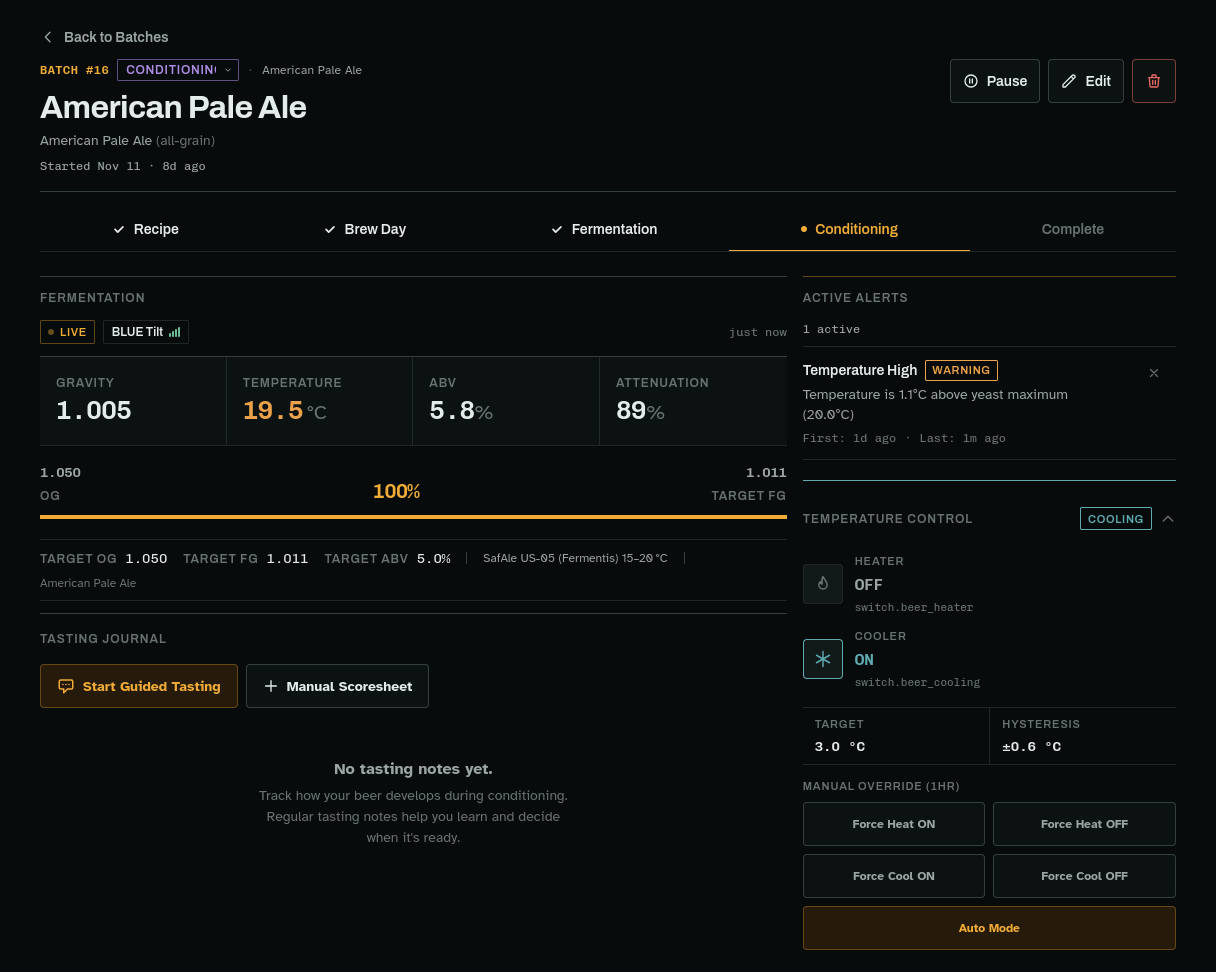 Back to Batches
BATCH #16 CONDITIONIN · American Pale Ale
Pause Edit
American Pale Ale
American Pale Ale (all-grain)
Started Nov 11 · 8d ago
Recipe Brew Day Fermentation Conditioning Complete
FERMENTATION
LIVE BLUE Tilt just now
GRAVITY TEMPERATURE ABV ATTENUATION
1.005 19.5 °C 5.8% 89%
1.050 1.011
OG 100% TARGET FG
TARGET OG 1.050 TARGET FG 1.011 TARGET ABV 5.0% SafAle US-05 (Fermentis) 15–20 °C
American Pale Ale
TASTING JOURNAL
Start Guided Tasting Manual Scoresheet
No tasting notes yet.
Track how your beer develops during conditioning.
Regular tasting notes help you learn and decide
when it's ready.
ACTIVE ALERTS
1 active
Temperature High WARNING
Temperature is 1.1°C above yeast maximum
(20.0°C)
First: 1d ago · Last: 1m ago
TEMPERATURE CONTROL COOLING
HEATER
OFF
switch.beer_heater
COOLER
ON
switch.beer_cooling
TARGET HYSTERESIS
3.0 °C ±0.6 °C
MANUAL OVERRIDE (1HR)
Force Heat ON Force Heat OFF
Force Cool ON Force Cool OFF
Auto Mode